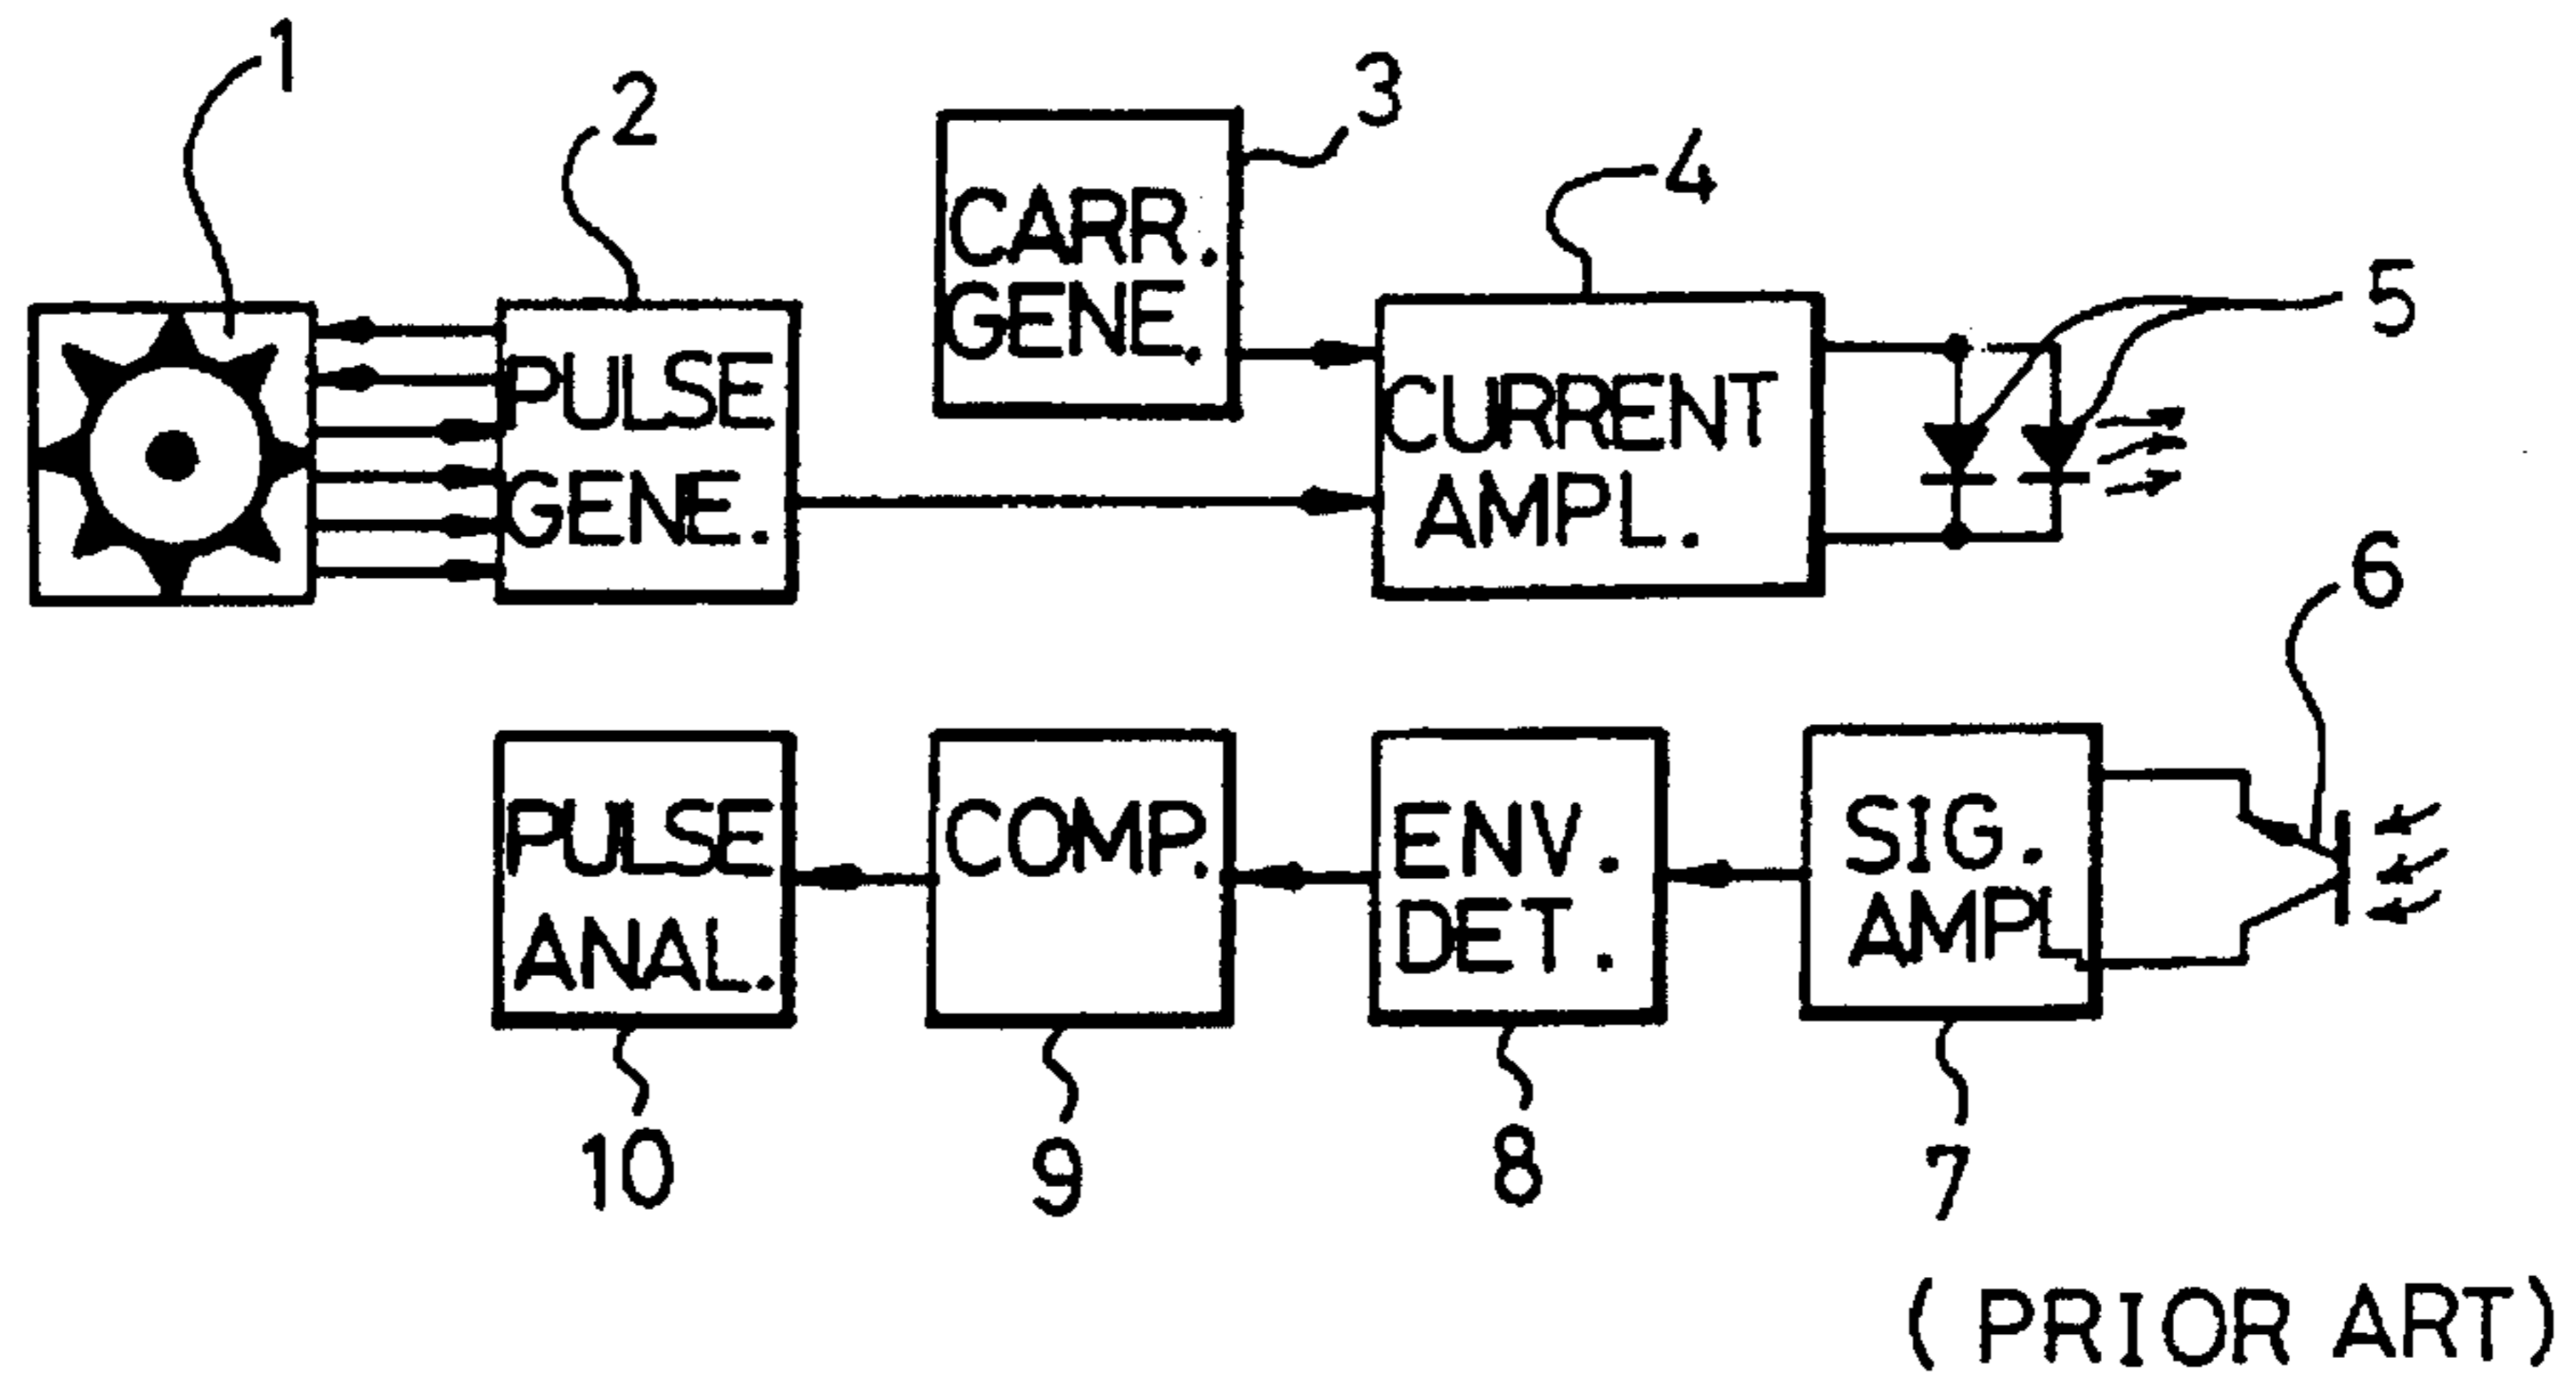 1
2
3
4
5
CARR.
GENE.
PULSE
GENE.
CURRENT
AMPL.
6
PULSE
ANAL.
COMP.
ENV.
DET.
SIG.
AMPL
10
9
8
7
(PRIOR ART)